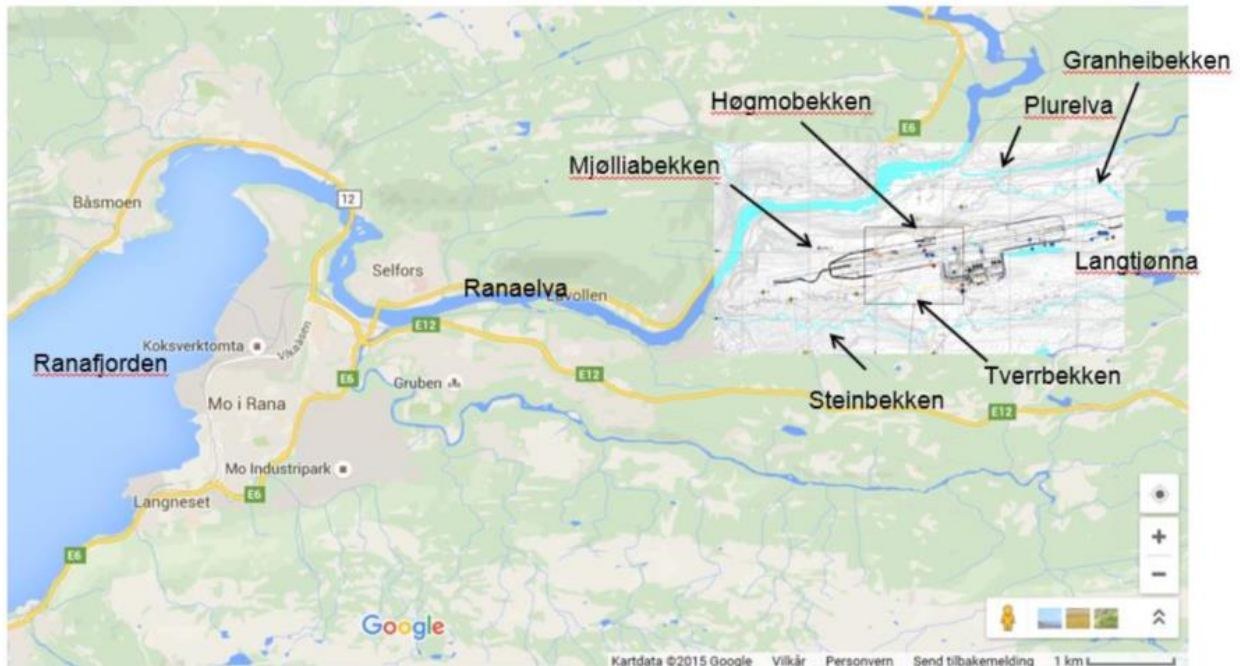 Granheibekken
Høgmobekken
Plurelva
E6
Mjølliabekken
12
Båsmoen
Selfors
Langtjønna
Ranaelva
E12
Koksverktomta
Vikaåsen
Ranafjorden
E6
Gruben
E12
Tverrbekken
Steinbekken
E12
Mo i Rana
Mo Industripark
E6
Langneset
E6
Google
Kartdata ©2015 Google Vilkår Personvern Send tilbakemelding 1 km